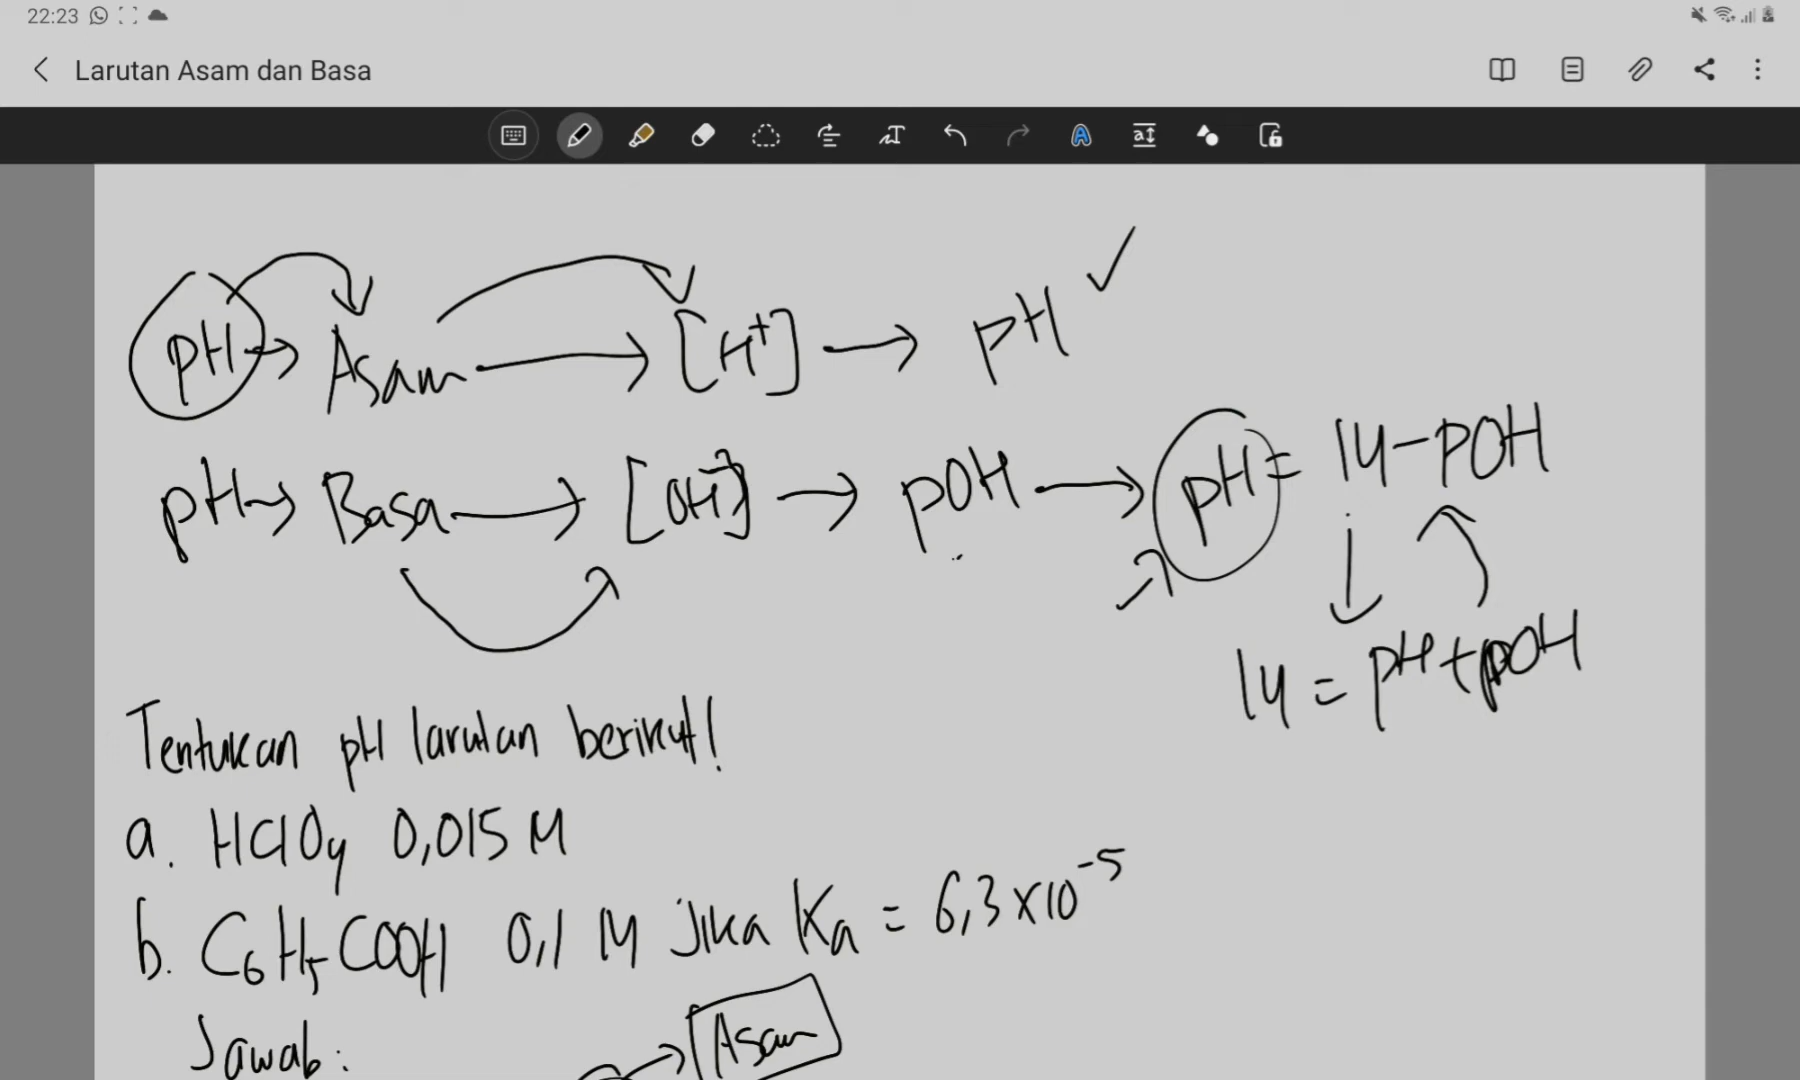 22:23
Larutan Asam dan Basa
pH → Asam → [H⁺] → pH ✓
pH → Basa → [OH⁻] → pOH → pH = 14 - pOH
14 = pH + pOH
Tentukan pH larutan berikut!
a. HClO₄ 0,015 M
b. C₆H₅COOH 0,1 M jika Ka = 6,3 x 10⁻⁵
Jawab:
Asam